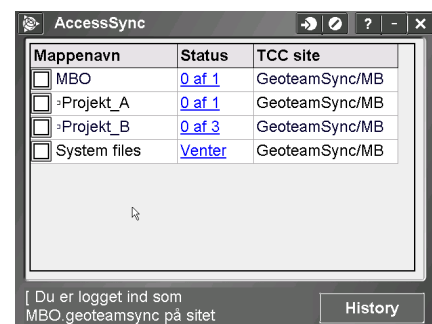 AccessSync ? - ×
Mappenavn Status TCC site
MBO 0 af 1 GeoteamSync/MB
Projekt_A 0 af 1 GeoteamSync/MB
Projekt_B 0 af 3 GeoteamSync/MB
System files Venter GeoteamSync/MB
[ Du er logget ind som
MBO.geoteamsync på sitet
History